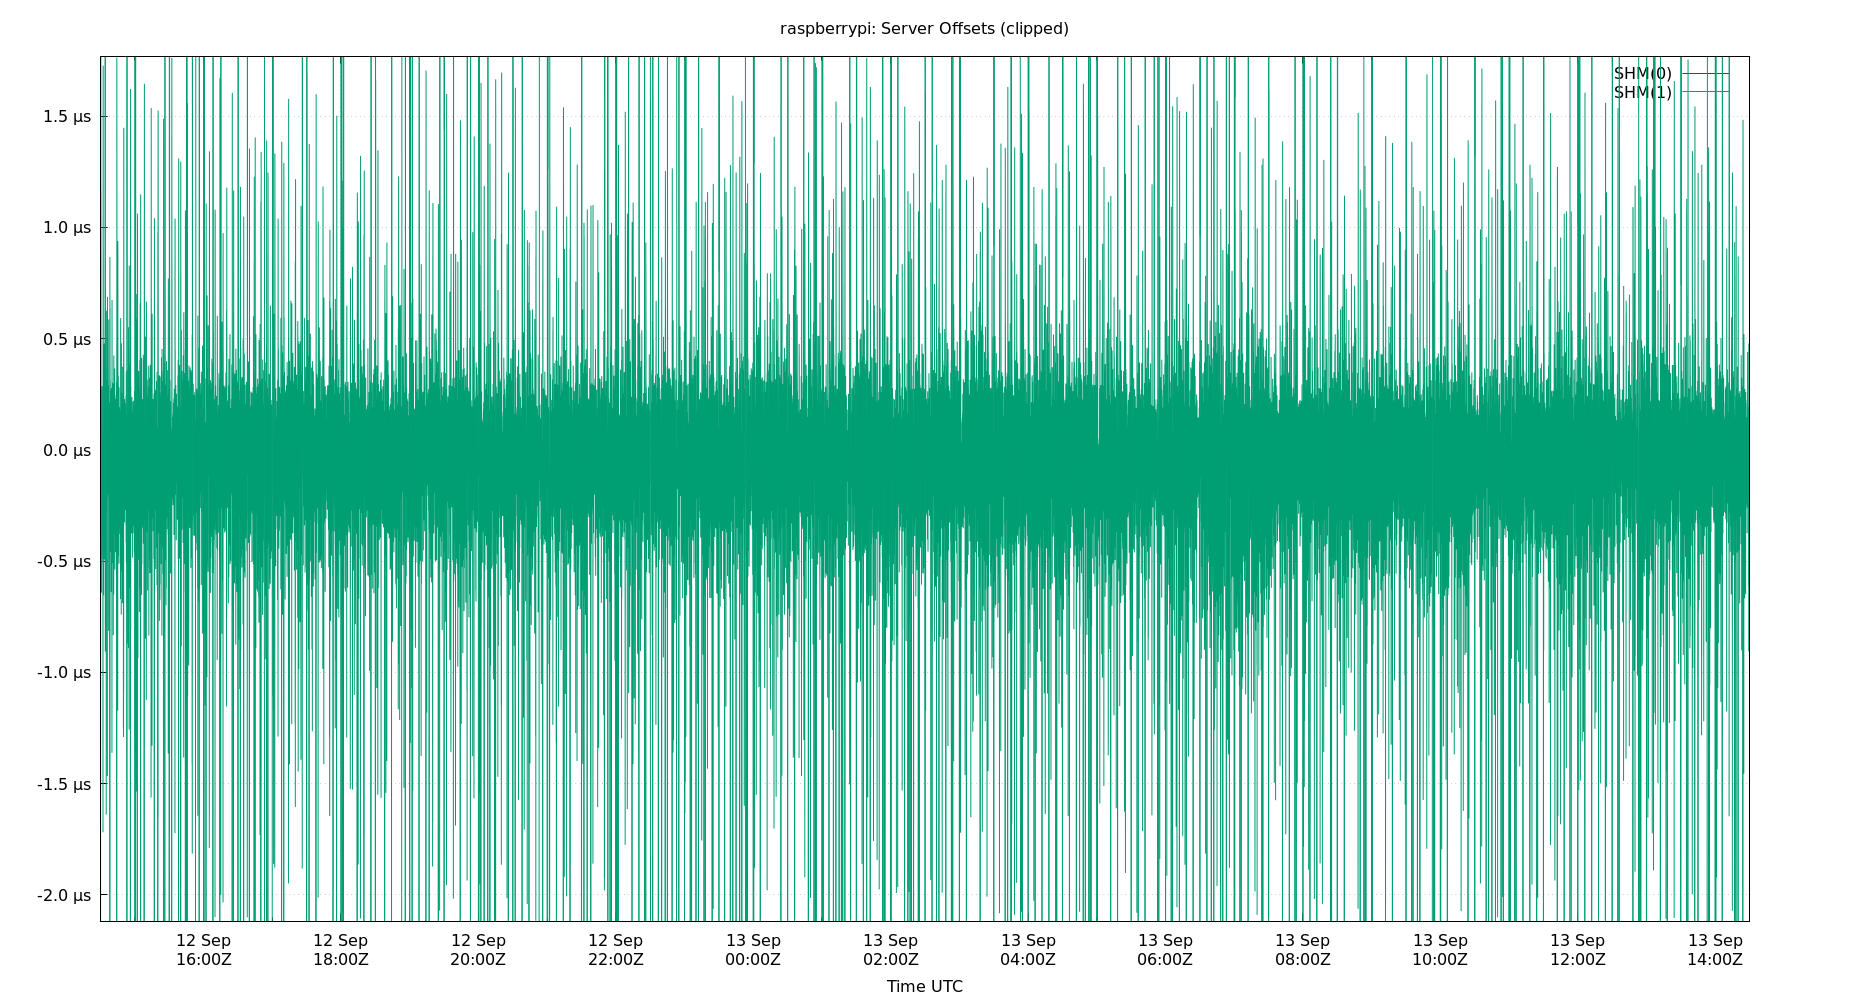 raspberrypi: Server Offsets (clipped)
SHM(0)
SHM(1)
1.5 µs
1.0 µs
0.5 µs
0.0 µs
-0.5 µs
-1.0 µs
-1.5 µs
-2.0 µs
12 Sep 12 Sep 12 Sep 12 Sep 13 Sep 13 Sep 13 Sep 13 Sep 13 Sep 13 Sep 13 Sep 13 Sep
16:00Z 18:00Z 20:00Z 22:00Z 00:00Z 02:00Z 04:00Z 06:00Z 08:00Z 10:00Z 12:00Z 14:00Z
Time UTC